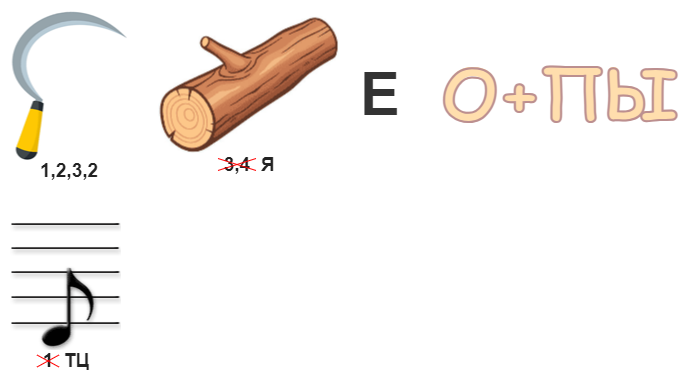 Е О+ПЫ
1,2,3,2
3,4 Я
1 ТЦ